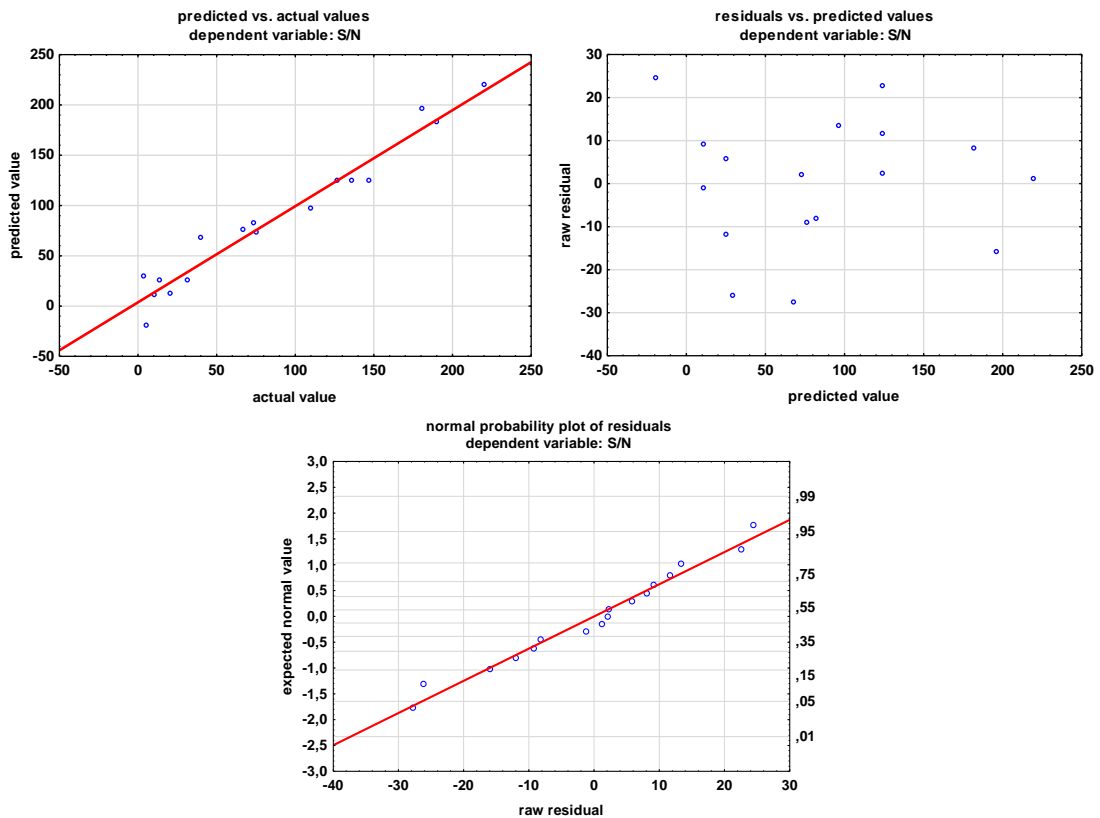 predicted vs. actual values
dependent variable: S/N
250
200
150
100
50
0
-50
-50 0 50 100 150 200 250
predicted value
actual value
residuals vs. predicted values
dependent variable: S/N
30
20
10
0
-10
-20
-30
-40
-50 0 50 100 150 200 250
raw residual
predicted value
normal probability plot of residuals
dependent variable: S/N
3,0
2,5
2,0
1,5
1,0
0,5
0,0
-0,5
-1,0
-1,5
-2,0
-2,5
-3,0
-40 -30 -20 -10 0 10 20 30
,99
,95
,75
,55
,35
,15
,05
,01
expected normal value
raw residual